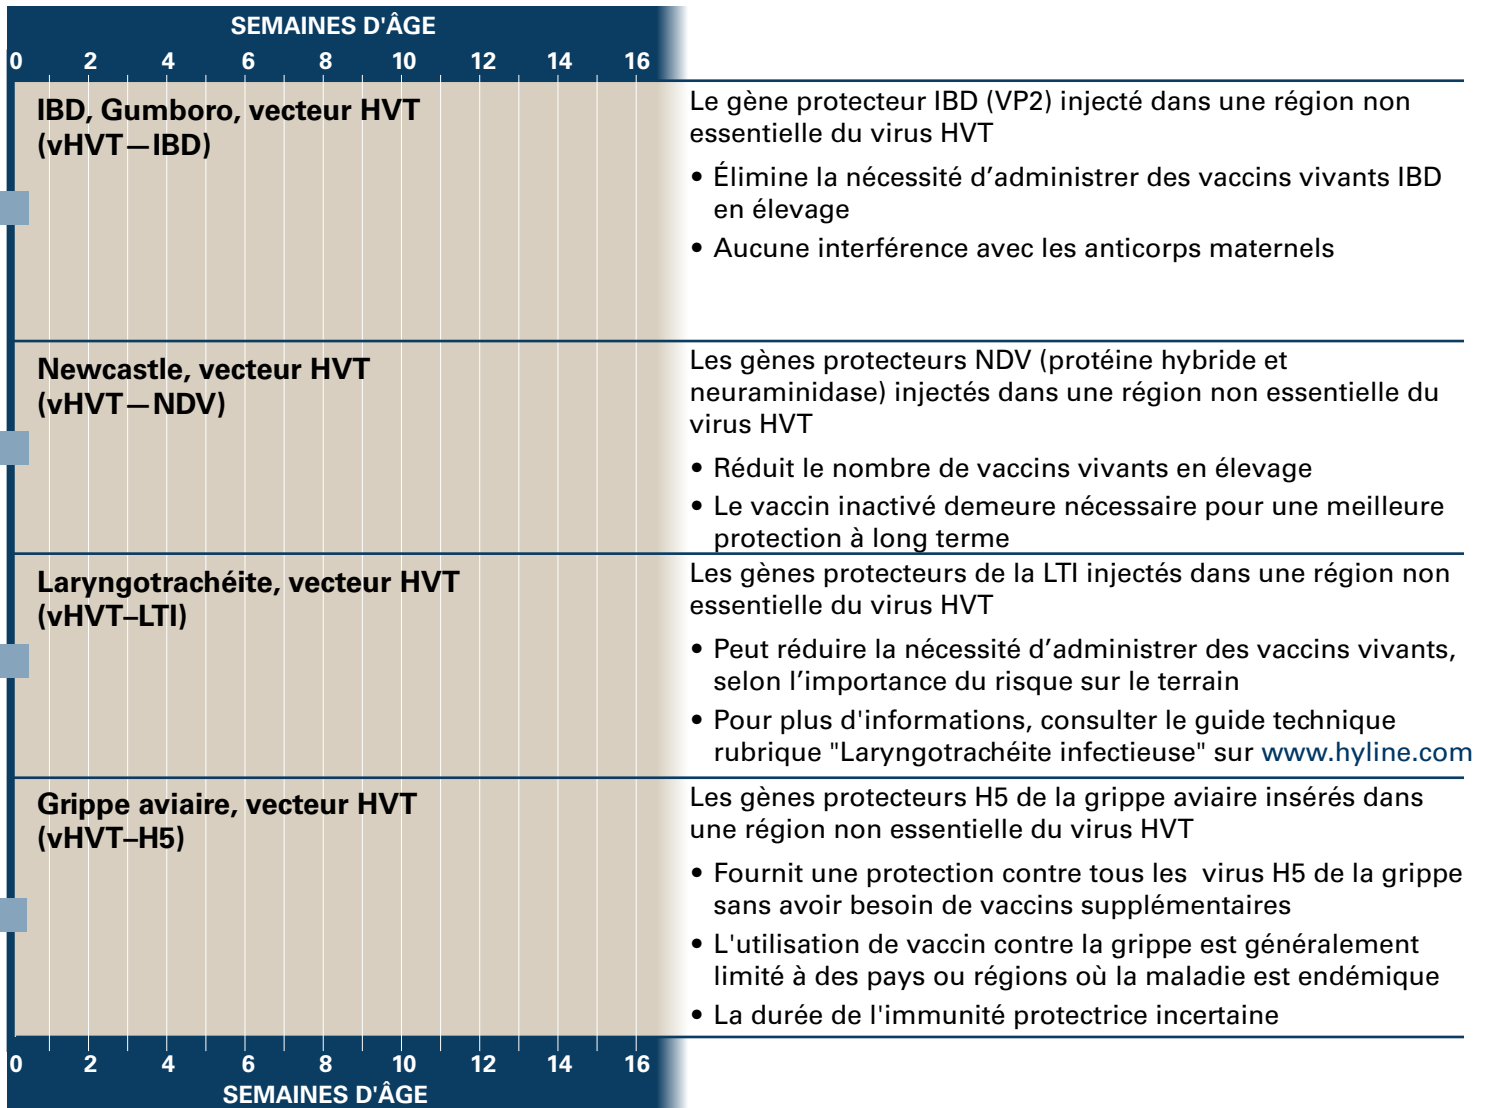 SEMAINES D'ÂGE
0 2 4 6 8 10 12 14 16
IBD, Gumboro, vecteur HVT
(vHVT—IBD)
Le gène protecteur IBD (VP2) injecté dans une région non
essentielle du virus HVT
• Élimine la nécessité d’administrer des vaccins vivants IBD
en élevage
• Aucune interférence avec les anticorps maternels
Newcastle, vecteur HVT
(vHVT—NDV)
Les gènes protecteurs NDV (protéine hybride et
neuraminidase) injectés dans une région non essentielle du
virus HVT
• Réduit le nombre de vaccins vivants en élevage
• Le vaccin inactivé demeure nécessaire pour une meilleure
protection à long terme
Laryngotrachéite, vecteur HVT
(vHVT–LTI)
Les gènes protecteurs de la LTI injectés dans une région non
essentielle du virus HVT
• Peut réduire la nécessité d’administrer des vaccins vivants,
selon l’importance du risque sur le terrain
• Pour plus d'informations, consulter le guide technique
rubrique "Laryngotrachéite infectieuse" sur www.hyline.com
Grippe aviaire, vecteur HVT
(vHVT–H5)
Les gènes protecteurs H5 de la grippe aviaire insérés dans
une région non essentielle du virus HVT
• Fournit une protection contre tous les  virus H5 de la grippe
sans avoir besoin de vaccins supplémentaires
• L'utilisation de vaccin contre la grippe est généralement
limité à des pays ou régions où la maladie est endémique
• La durée de l'immunité protectrice incertaine
0 2 4 6 8 10 12 14 16
SEMAINES D'ÂGE